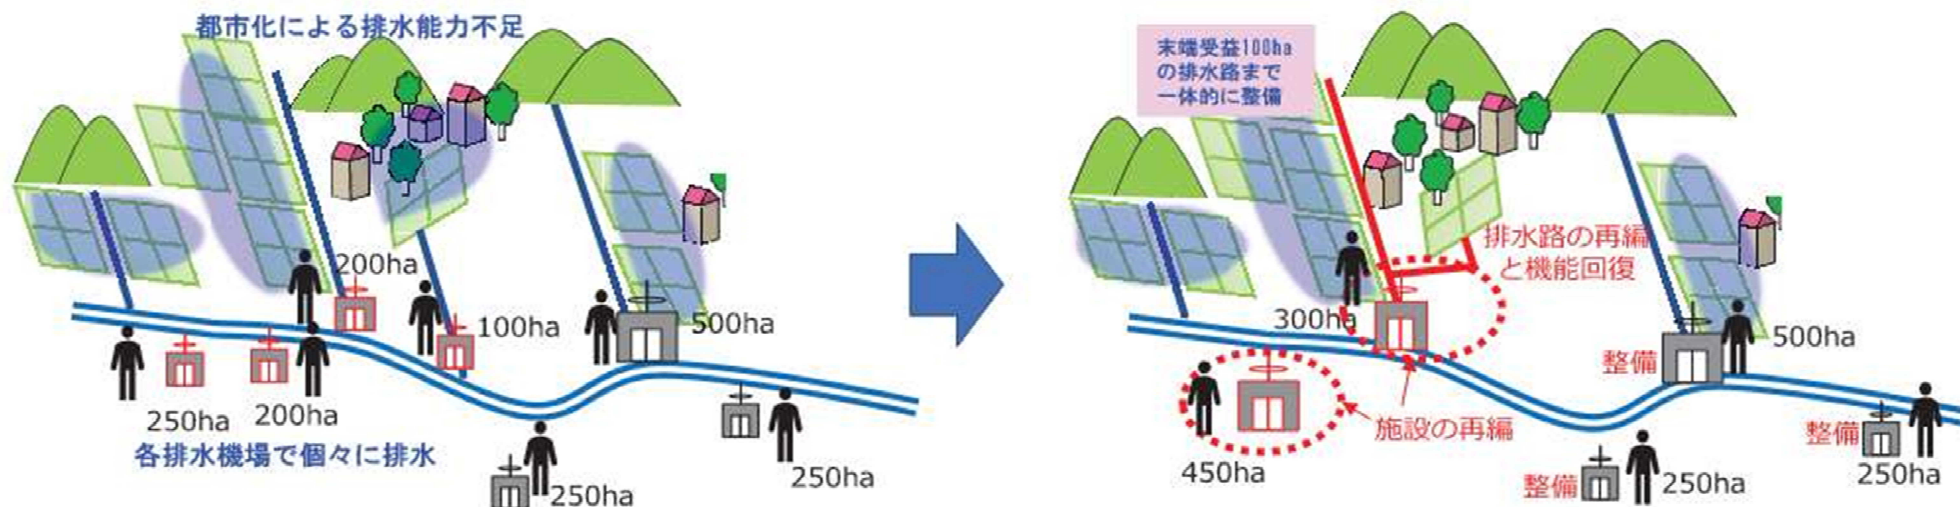 都市化による排水能力不足
200ha
100ha
500ha
250ha
200ha
各排水機場で個々に排水
250ha
250ha
末端受益100ha
の排水路まで
一体的に整備
排水路の再編
と機能回復
300ha
整備
500ha
施設の再編
450ha
整備
250ha
整備
250ha